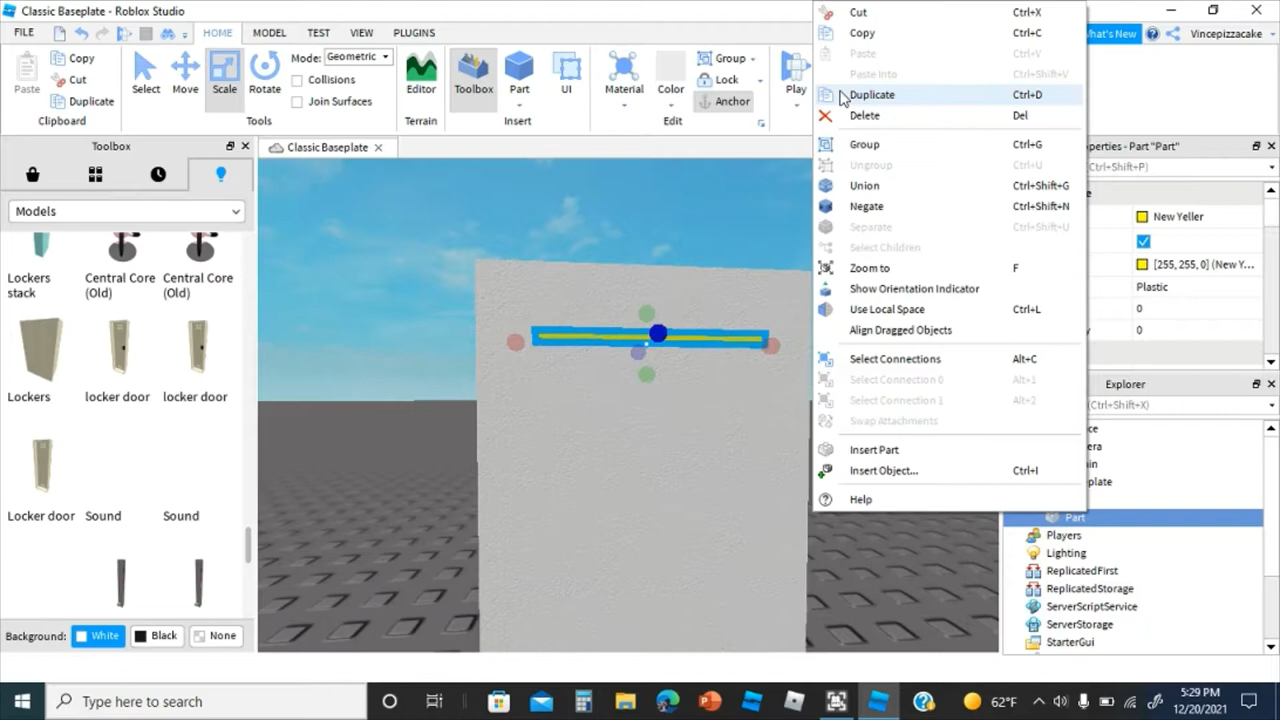 Classic Baseplate - Roblox Studio
FILE HOME MODEL TEST VIEW PLUGINS
What's New Vincepizzacake
Paste Copy Cut Duplicate
Clipboard
Select Move Scale Rotate
Mode: Geometric
Collisions
Join Surfaces
Tools
Editor
Terrain
Toolbox Part UI
Insert
Material Color
Group
Lock
Anchor
Edit
Play
Cut Ctrl+X
Copy Ctrl+C
Paste Ctrl+V
Paste Into Ctrl+Shift+V
Duplicate Ctrl+D
Delete Del
Group Ctrl+G
Ungroup Ctrl+U
Union Ctrl+Shift+G
Negate Ctrl+Shift+N
Separate Ctrl+Shift+U
Select Children
Zoom to F
Show Orientation Indicator
Use Local Space Ctrl+L
Align Dragged Objects
Select Connections Alt+C
Select Connection 0 Alt+1
Select Connection 1 Alt+2
Swap Attachments
Insert Part
Insert Object... Ctrl+I
Help
Toolbox
Classic Baseplate
Models
Lockers stack
Central Core (Old)
Central Core (Old)
Lockers locker door locker door
Locker door Sound Sound
Background: White Black None
operties - Part "Part"
(Ctrl+Shift+P)
New Yeller
[255, 255, 0] (New Y...
Plastic
0
0
Explorer
(Ctrl+Shift+X)
ce
era
in
plate
Part
Players
Lighting
ReplicatedFirst
ReplicatedStorage
ServerScriptService
ServerStorage
StarterGui
Type here to search
62°F
5:29 PM
12/20/2021